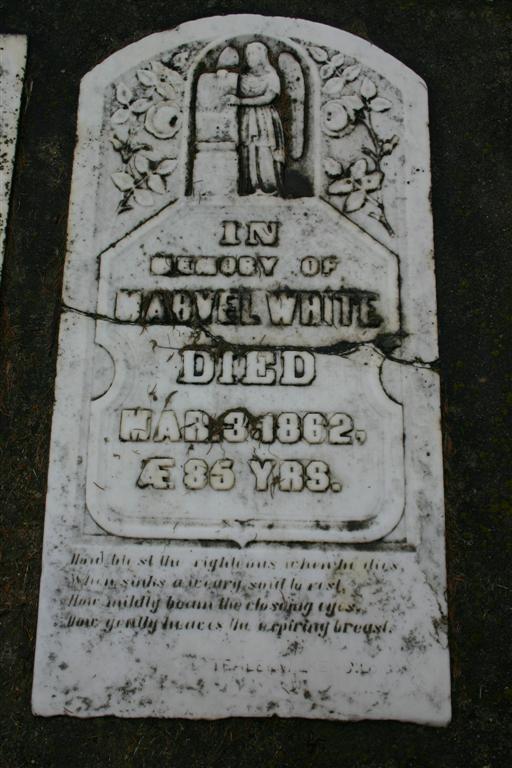 IN
MEMORY OF
MARVEL WHITE
DIED
MAR. 3. 1862,
Æ 85 YRS.
How blest the righteous when he dies,
When sinks a weary soul to rest,
How mildly beam the closing eyes,
How gently heaves the expiring breast.